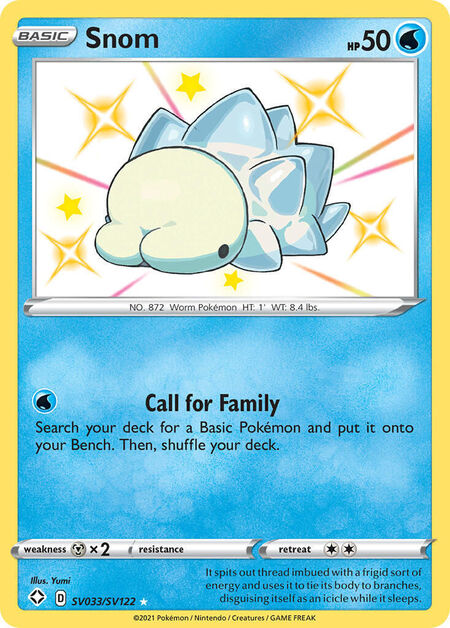 BASIC Snom HP 50
NO. 872 Worm Pokémon HT: 1' WT: 8.4 lbs.
Call for Family
Search your deck for a Basic Pokémon and put it onto
your Bench. Then, shuffle your deck.
weakness ×2 resistance retreat
Illus. Yumi
It spits out thread imbued with a frigid sort of
energy and uses it to tie its body to branches,
disguising itself as an icicle while it sleeps.
D SV033/SV122
©2021 Pokémon / Nintendo / Creatures / GAME FREAK